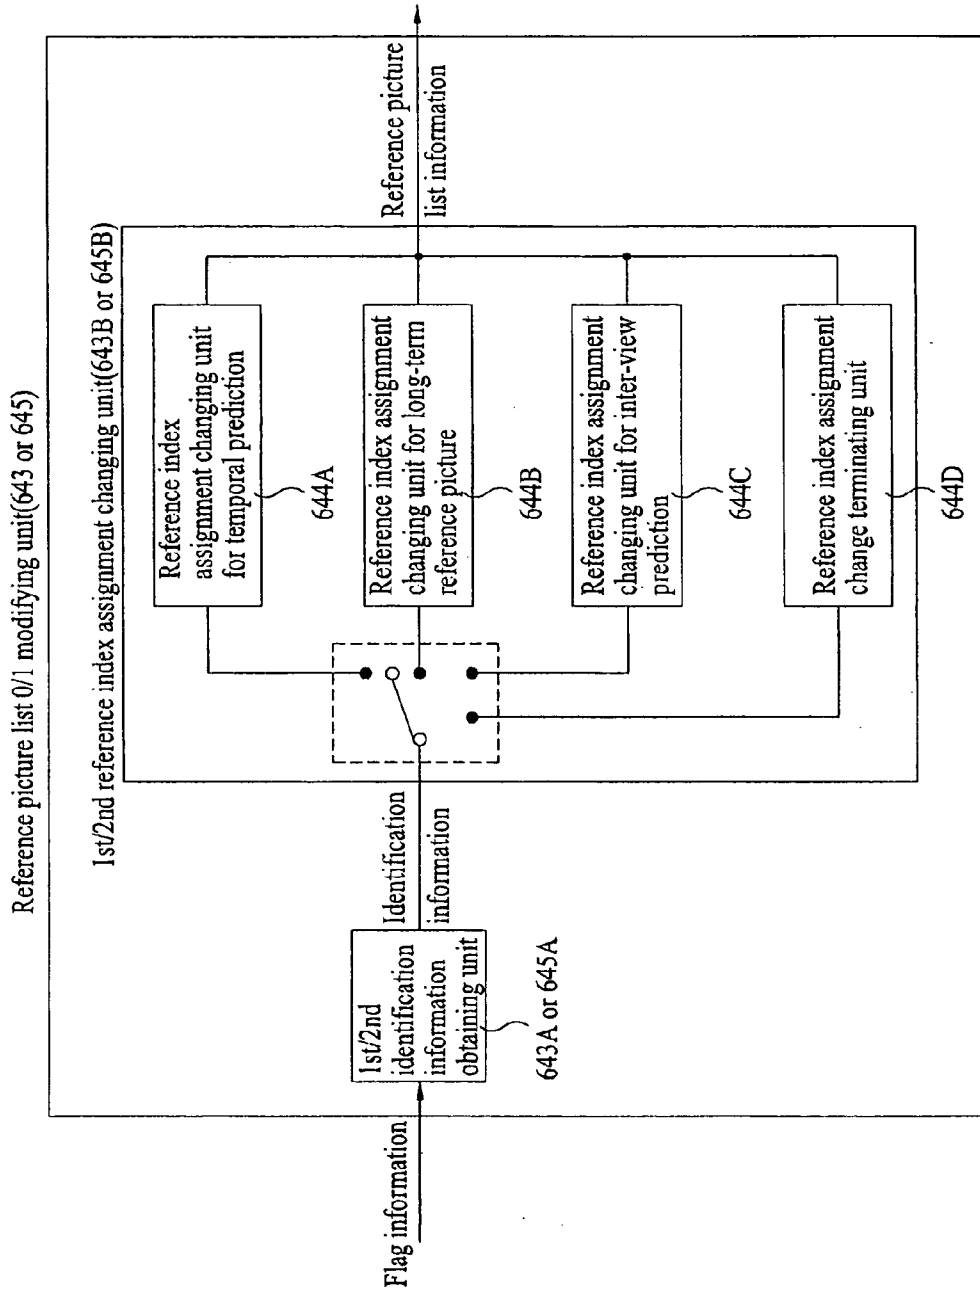 Reference picture list 0/1 modifying unit(643 or 645)
1st/2nd reference index assignment changing unit(643B or 645B)
Flag information
1st/2nd
identification
information
obtaining unit
643A or 645A
Identification
information
Reference index
assignment changing unit
for temporal prediction
644A
Reference index assignment
changing unit for long-term
reference picture
644B
Reference index assignment
changing unit for inter-view
prediction
644C
Reference index assignment
change terminating unit
644D
Reference picture
list information